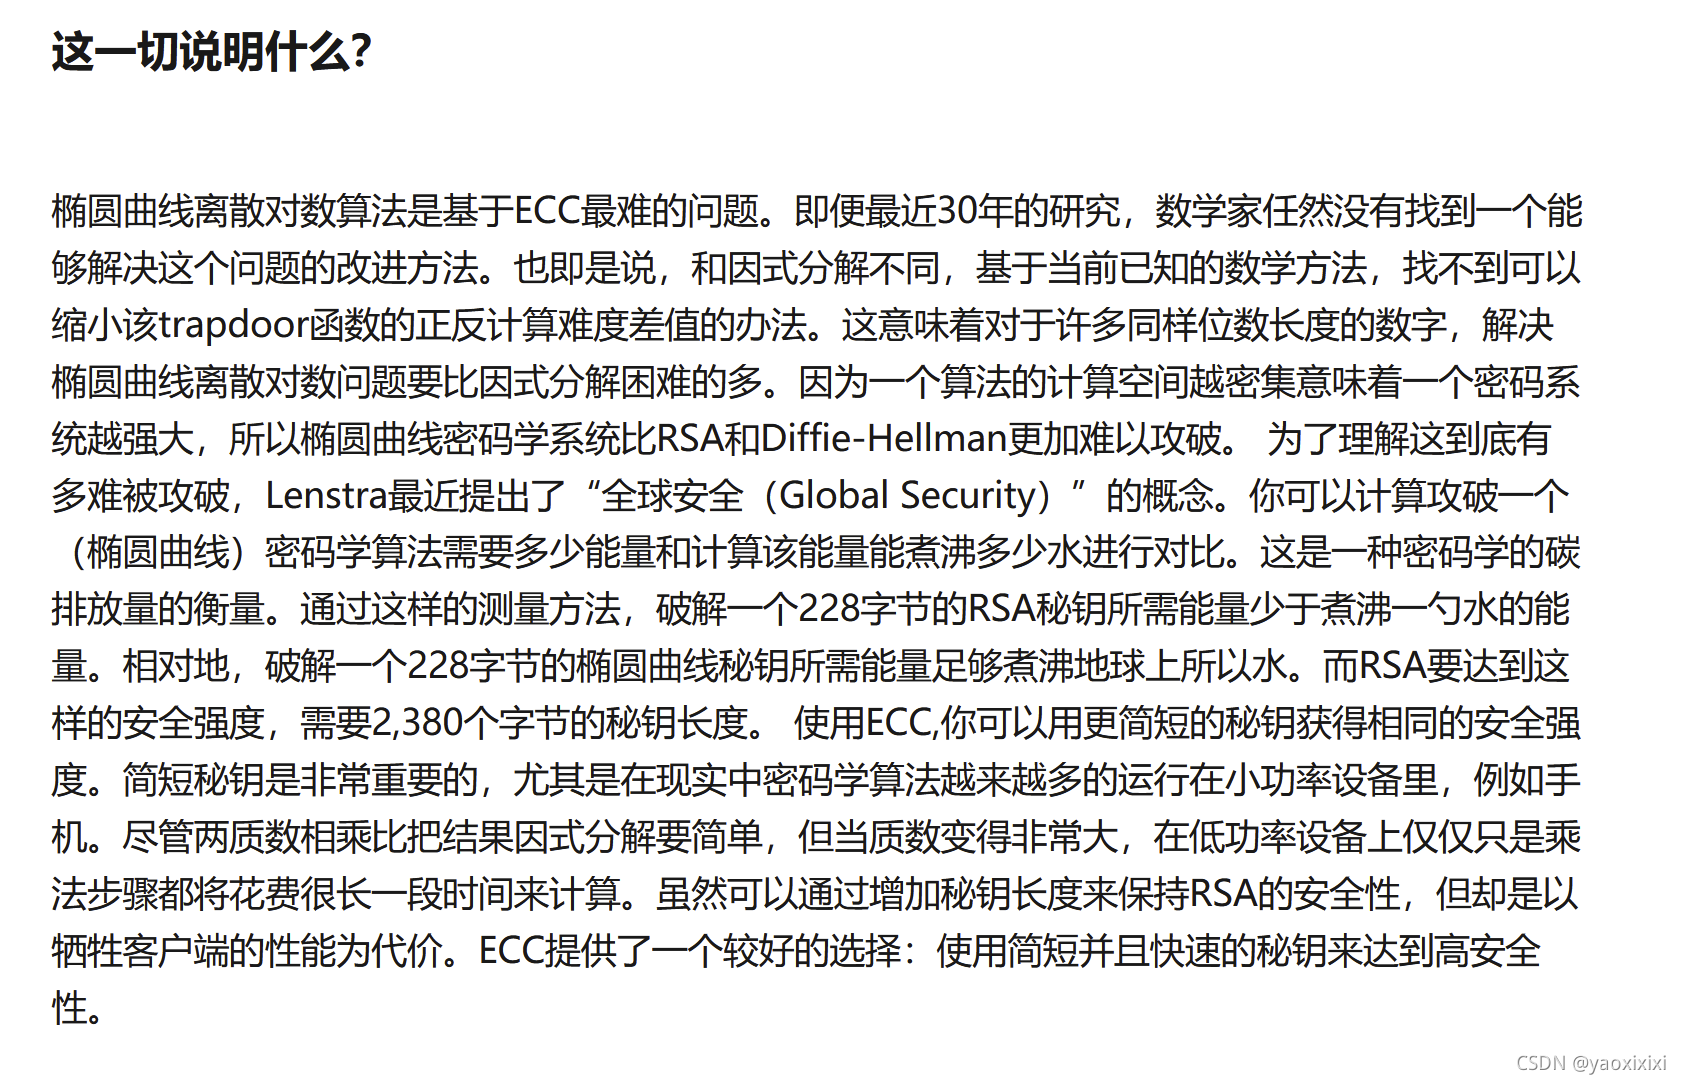 这一切说明什么？
椭圆曲线离散对数算法是基于ECC最难的问题。即便最近30年的研究，数学家任然没有找到一个能
够解决这个问题的改进方法。也即是说，和因式分解不同，基于当前已知的数学方法，找不到可以
缩小该trapdoor函数的正反计算难度差值的办法。这意味着对于许多同样位数长度的数字，解决
椭圆曲线离散对数问题要比因式分解困难的多。因为一个算法的计算空间越密集意味着一个密码系
统越强大，所以椭圆曲线密码学系统比RSA和Diffie-Hellman更加难以攻破。 为了理解这到底有
多难被攻破，Lenstra最近提出了“全球安全（Global Security）”的概念。你可以计算攻破一个
（椭圆曲线）密码学算法需要多少能量和计算该能量能煮沸多少水进行对比。这是一种密码学的碳
排放量的衡量。通过这样的测量方法，破解一个228字节的RSA秘钥所需能量少于煮沸一勺水的能
量。相对地，破解一个228字节的椭圆曲线秘钥所需能量足够煮沸地球上所以水。而RSA要达到这
样的安全强度，需要2,380个字节的秘钥长度。 使用ECC,你可以用更简短的秘钥获得相同的安全强
度。简短秘钥是非常重要的，尤其是在现实中密码学算法越来越多的运行在小功率设备里，例如手
机。尽管两质数相乘比把结果因式分解要简单，但当质数变得非常大，在低功率设备上仅仅只是乘
法步骤都将花费很长一段时间来计算。虽然可以通过增加秘钥长度来保持RSA的安全性，但却是以
牺牲客户端的性能为代价。ECC提供了一个较好的选择：使用简短并且快速的秘钥来达到高安全
性。
CSDN @yaoxixixi